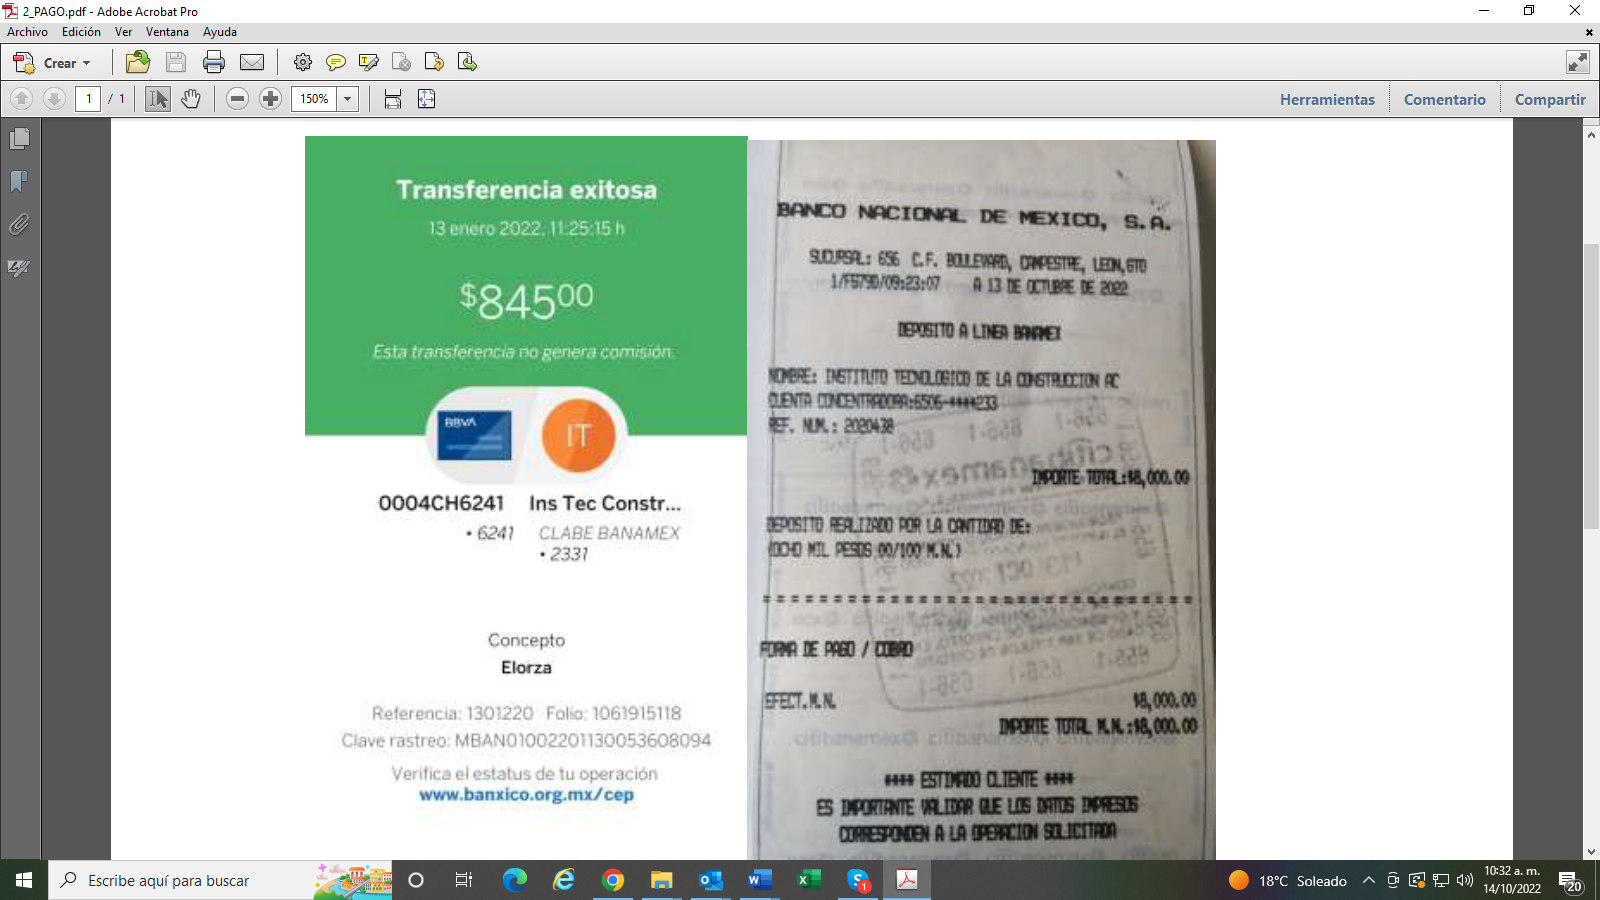 2_PAGO.pdf - Adobe Acrobat Pro
Archivo Edición Ver Ventana Ayuda
Crear
1 / 1 150% Herramientas Comentario Compartir
Transferencia exitosa
13 enero 2022, 11:25:15 h
$84500
Esta transferencia no genera comisión.
BBVA IT
0004CH6241 Ins Tec Constr...
• 6241 CLABE BANAMEX
• 2331
Concepto
Elorza
Referencia: 1301220 Folio: 1061915118
Clave rastreo: MBAN01002201130053608094
Verifica el estatus de tu operación
www.banxico.org.mx/cep
BANCO NACIONAL DE MEXICO, S.A.
SUCURSAL: 656 C.F. BOULEVARD, CAMPESTRE, LEON,GTO
1/F579D/09:23:07 A 13 DE OCTUBRE DE 2022
DEPOSITO A LINEA BANAMEX
NOMBRE: INSTITUTO TECNOLOGICO DE LA CONSTRUCCION AC
CUENTA CONCENTRADORA:6506-****233
REF. NUM.: 2020438
IMPORTE TOTAL:$8,000.00
DEPOSITO REALIZADO POR LA CANTIDAD DE:
(OCHO MIL PESOS 00/100 M.N.)
FORMA DE PAGO / COBRO
EFECT.M.N. $8,000.00
IMPORTE TOTAL M.N.:$8,000.00
**** ESTIMADO CLIENTE ****
ES IMPORTANTE VALIDAR QUE LOS DATOS IMPRESOS
CORRESPONDEN A LA OPERACION SOLICITADA
Escribe aquí para buscar
18°C Soleado
10:32 a. m.
14/10/2022
20